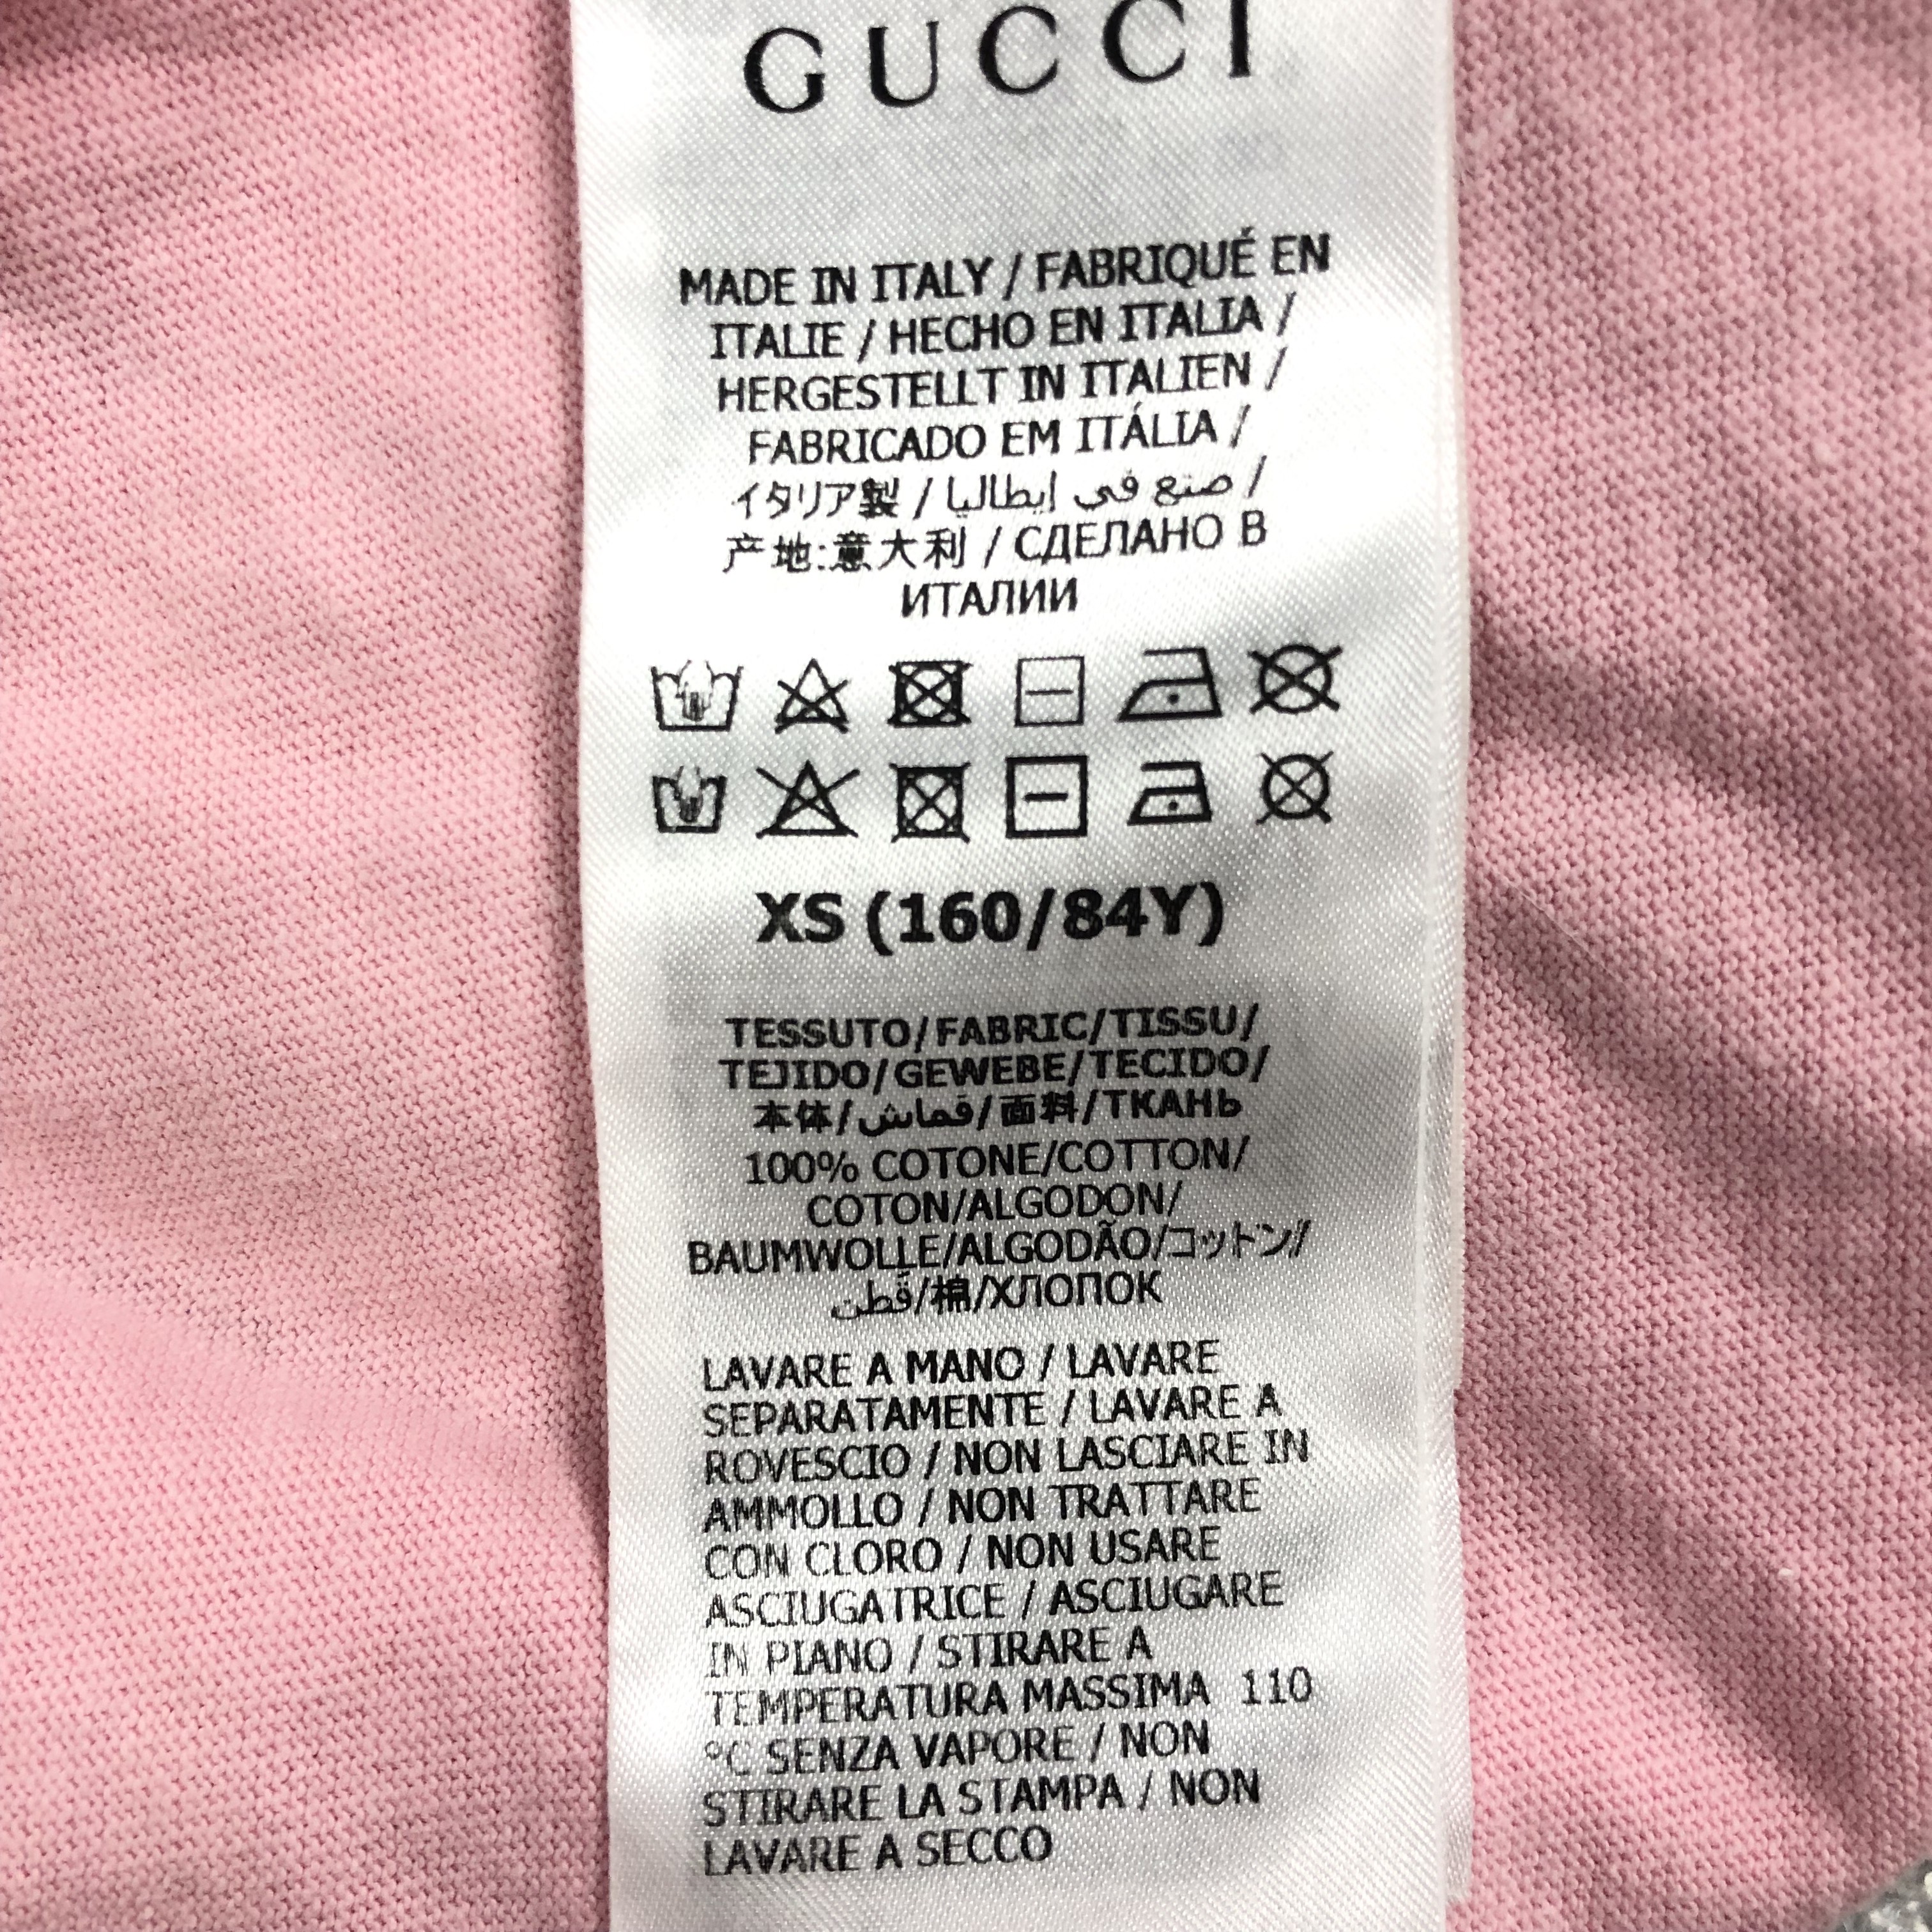 GUCCI
MADE IN ITALY / FABRIQUÉ EN
ITALIE / HECHO EN ITALIA /
HERGESTELLT IN ITALIEN /
FABRICADO EM ITÁLIA /
イタリア製 / صنع في إيطاليا /
产地:意大利 / СДЕЛАНО В
ИТАЛИИ
XS (160/84Y)
TESSUTO/FABRIC/TISSU/
TEJIDO/GEWEBE/TECIDO/
本体/قماش/面料/ТКАНЬ
100% COTONE/COTTON/
COTON/ALGODON/
BAUMWOLLE/ALGODÃO/コットン/
قطن/棉/ХЛОПОК
LAVARE A MANO / LAVARE
SEPARATAMENTE / LAVARE A
ROVESCIO / NON LASCIARE IN
AMMOLLO / NON TRATTARE
CON CLORO / NON USARE
ASCIUGATRICE / ASCIUGARE
IN PIANO / STIRARE A
TEMPERATURA MASSIMA 110
°C SENZA VAPORE / NON
STIRARE LA STAMPA / NON
LAVARE A SECCO